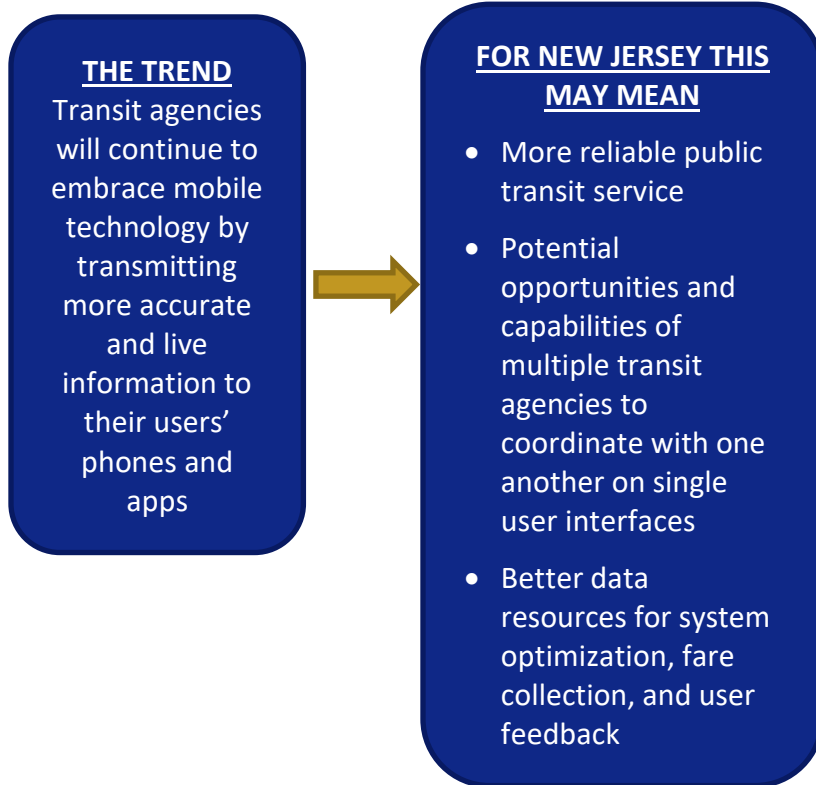 THE TREND
Transit agencies
will continue to
embrace mobile
technology by
transmitting
more accurate
and live
information to
their users’
phones and
apps
FOR NEW JERSEY THIS
MAY MEAN
• More reliable public
transit service
• Potential
opportunities and
capabilities of
multiple transit
agencies to
coordinate with one
another on single
user interfaces
• Better data
resources for system
optimization, fare
collection, and user
feedback